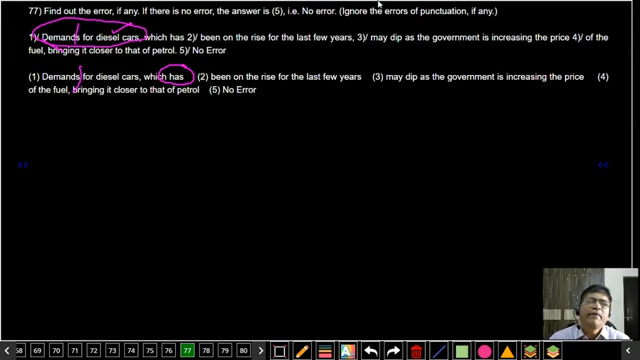 77) Find out the error, if any. If there is no error, the answer is (5), i.e. No error. (Ignore the errors of punctuation, if any.)
1)/ Demands for diesel cars, which has 2)/ been on the rise for the last few years, 3)/ may dip as the government is increasing the price 4)/ of the
fuel, bringing it closer to that of petrol. 5)/ No Error
(1) Demands for diesel cars, which has (2) been on the rise for the last few years (3) may dip as the government is increasing the price (4)
of the fuel, bringing it closer to that of petrol (5) No Error
68 69 70 71 72 73 74 75 76 77 78 79 80